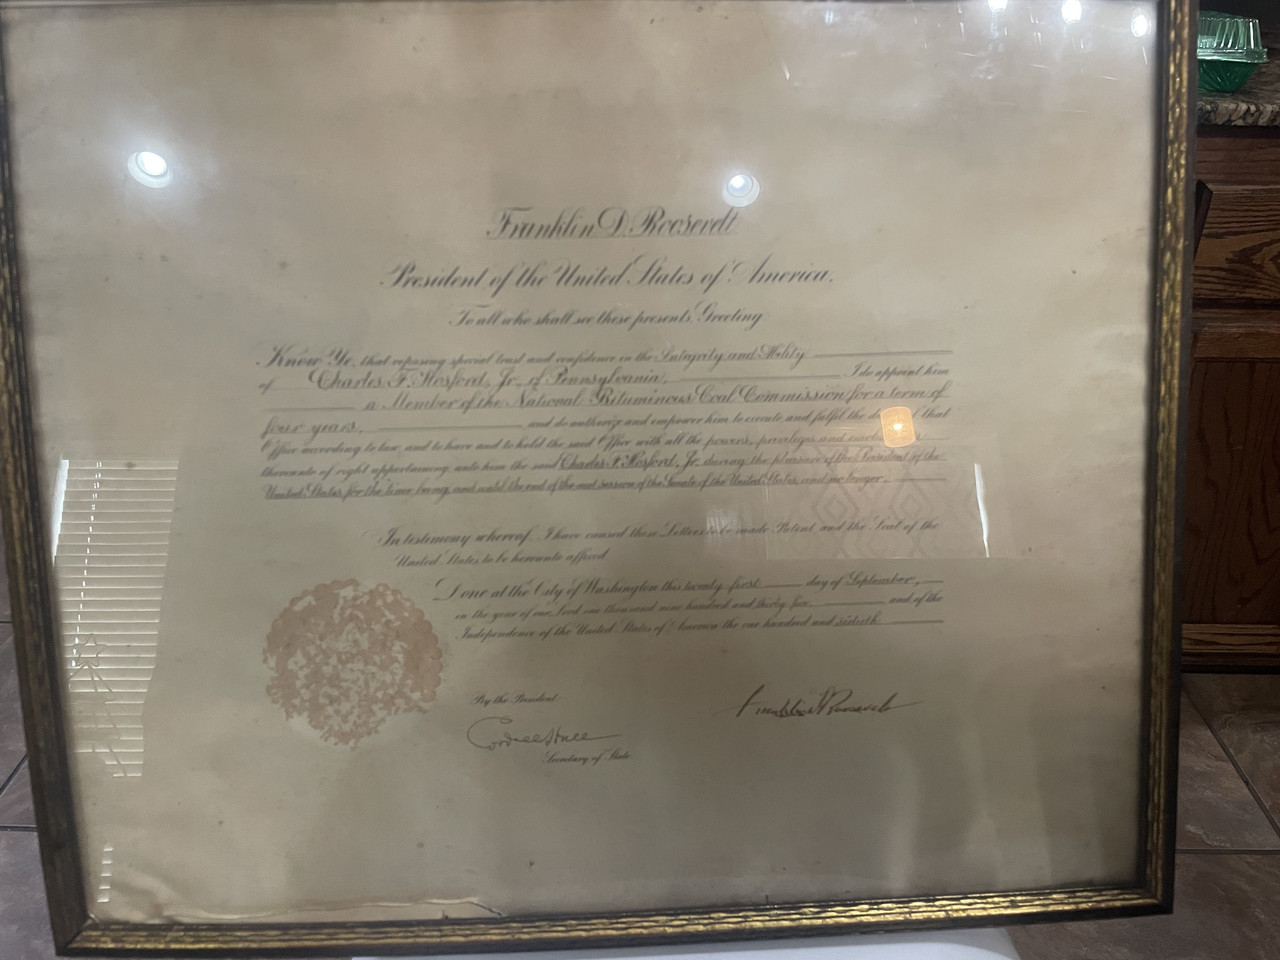 Franklin D. Roosevelt
President of the United States of America.
To all who shall see these presents, Greeting
Know Ye, that reposing special trust and confidence in the Integrity and Ability
of Charles F. Hosford, Jr., of Pennsylvania, I do appoint him
a Member of the National Bituminous Coal Commission for a term of
four years, and do authorize and empower him to execute and fulfil the that
Office according to law, and to have and to hold the said Office with all the powers, privileges and
thereunto of right appertaining, unto him the said Charles F. Hosford, Jr. during the pleasure of the President of the
United States for the time being, and until the end of the next session of the Senate of the United States, and no longer.
In testimony whereof, I have caused these Letters to be made Patent and the Seal of the
United States to be hereunto affixed.
Done at the City of Washington this twenty first day of September,
in the year of our Lord one thousand nine hundred and thirty five, and of the
Independence of the United States of America the one hundred and sixtieth.
By the President:
Franklin D Roosevelt
Cordell Hull
Secretary of State.